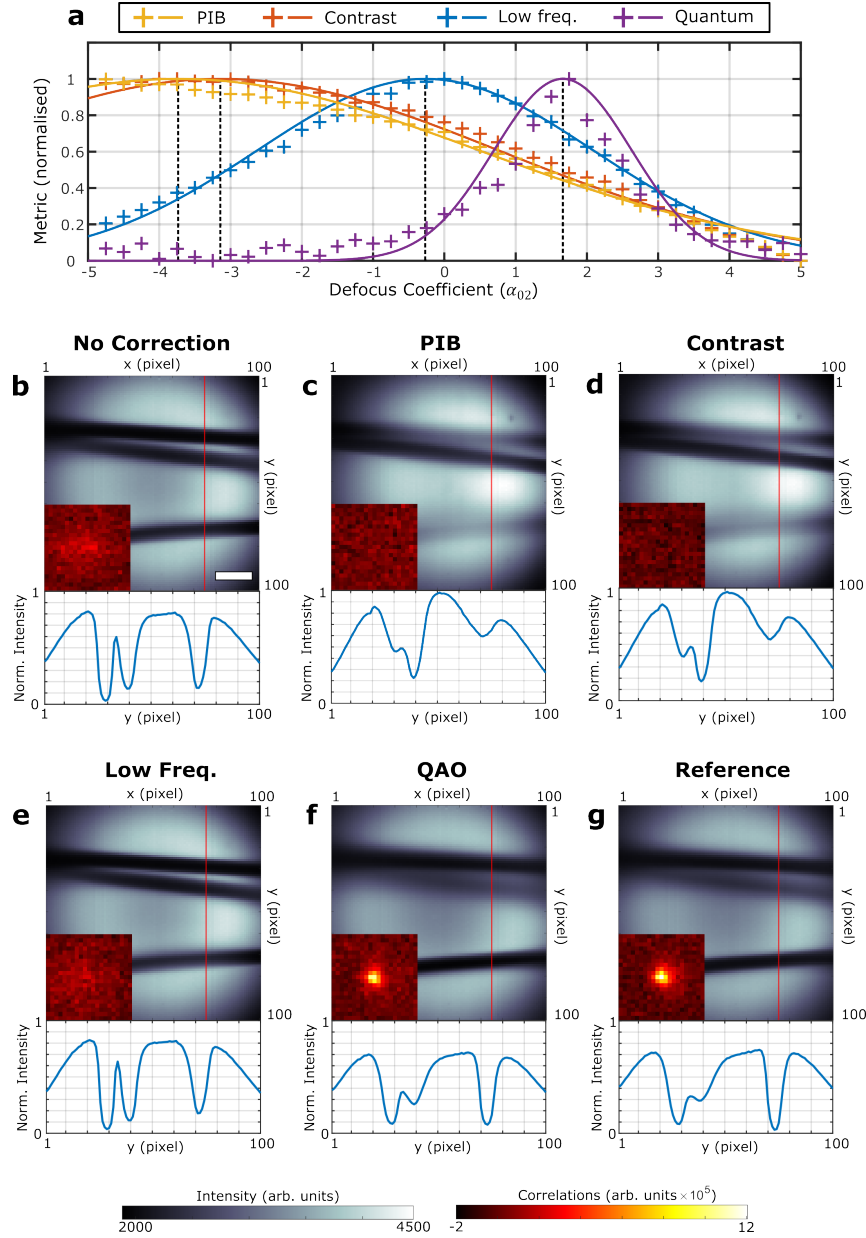 a PIB Contrast Low freq. Quantum
Metric (normalised)
1
0.8
0.6
0.4
0.2
0
-5 -4 -3 -2 -1 0 1 2 3 4 5
Defocus Coefficient (α02)
No Correction PIB Contrast
1 x (pixel) 100 1 x (pixel) 100 1 x (pixel) 100
b c d
1 1 1
y (pixel) y (pixel) y (pixel)
100 100 100
1 1 1
Norm. Intensity Norm. Intensity Norm. Intensity
0 0 0
1 y (pixel) 100 1 y (pixel) 100 1 y (pixel) 100
Low Freq. QAO Reference
1 x (pixel) 100 1 x (pixel) 100 1 x (pixel) 100
e f g
1 1 1
y (pixel) y (pixel) y (pixel)
100 100 100
1 1 1
Norm. Intensity Norm. Intensity Norm. Intensity
0 0 0
1 y (pixel) 100 1 y (pixel) 100 1 y (pixel) 100
Intensity (arb. units) Correlations (arb. units ×10^5)
2000 4500 -2 12